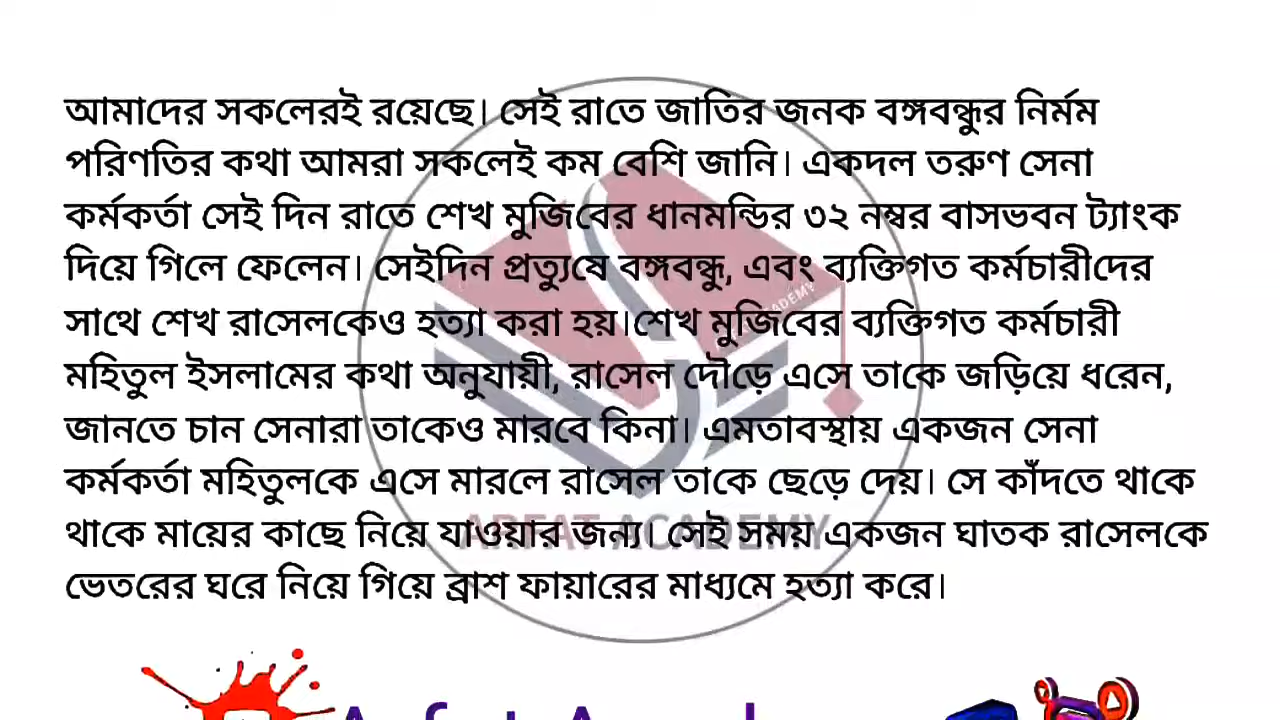 আমাদের সকলেরই রয়েছে। সেই রাতে জাতির জনক বঙ্গবন্ধুর নির্মম
পরিণতির কথা আমরা সকলেই কম বেশি জানি। একদল তরুণ সেনা
কর্মকর্তা সেই দিন রাতে শেখ মুজিবের ধানমন্ডির ৩২ নম্বর বাসভবন ট্যাংক
দিয়ে গিলে ফেলেন। সেইদিন প্রত্যুষে বঙ্গবন্ধু, এবং ব্যক্তিগত কর্মচারীদের
সাথে শেখ রাসেলকেও হত্যা করা হয়।শেখ মুজিবের ব্যক্তিগত কর্মচারী
মহিতুল ইসলামের কথা অনুযায়ী, রাসেল দৌড়ে এসে তাকে জড়িয়ে ধরেন,
জানতে চান সেনারা তাকেও মারবে কিনা। এমতাবস্থায় একজন সেনা
কর্মকর্তা মহিতুলকে এসে মারলে রাসেল তাকে ছেড়ে দেয়। সে কাঁদতে থাকে
থাকে মায়ের কাছে নিয়ে যাওয়ার জন্য। সেই সময় একজন ঘাতক রাসেলকে
ভেতরের ঘরে নিয়ে গিয়ে ব্রাশ ফায়ারের মাধ্যমে হত্যা করে।
ARFAT ACADEMY